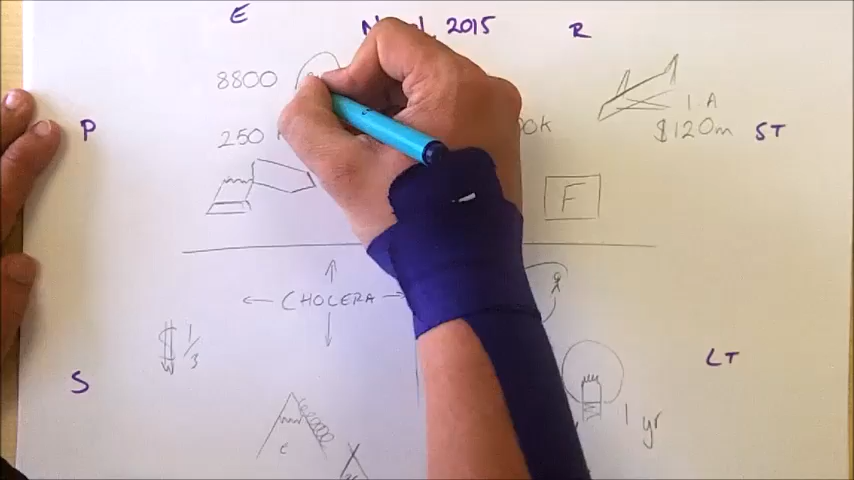 E
2015
R
8800
P
250
1.A
$120m
ST
F
CHOLERA
1/3
LT
S
1 yr
E